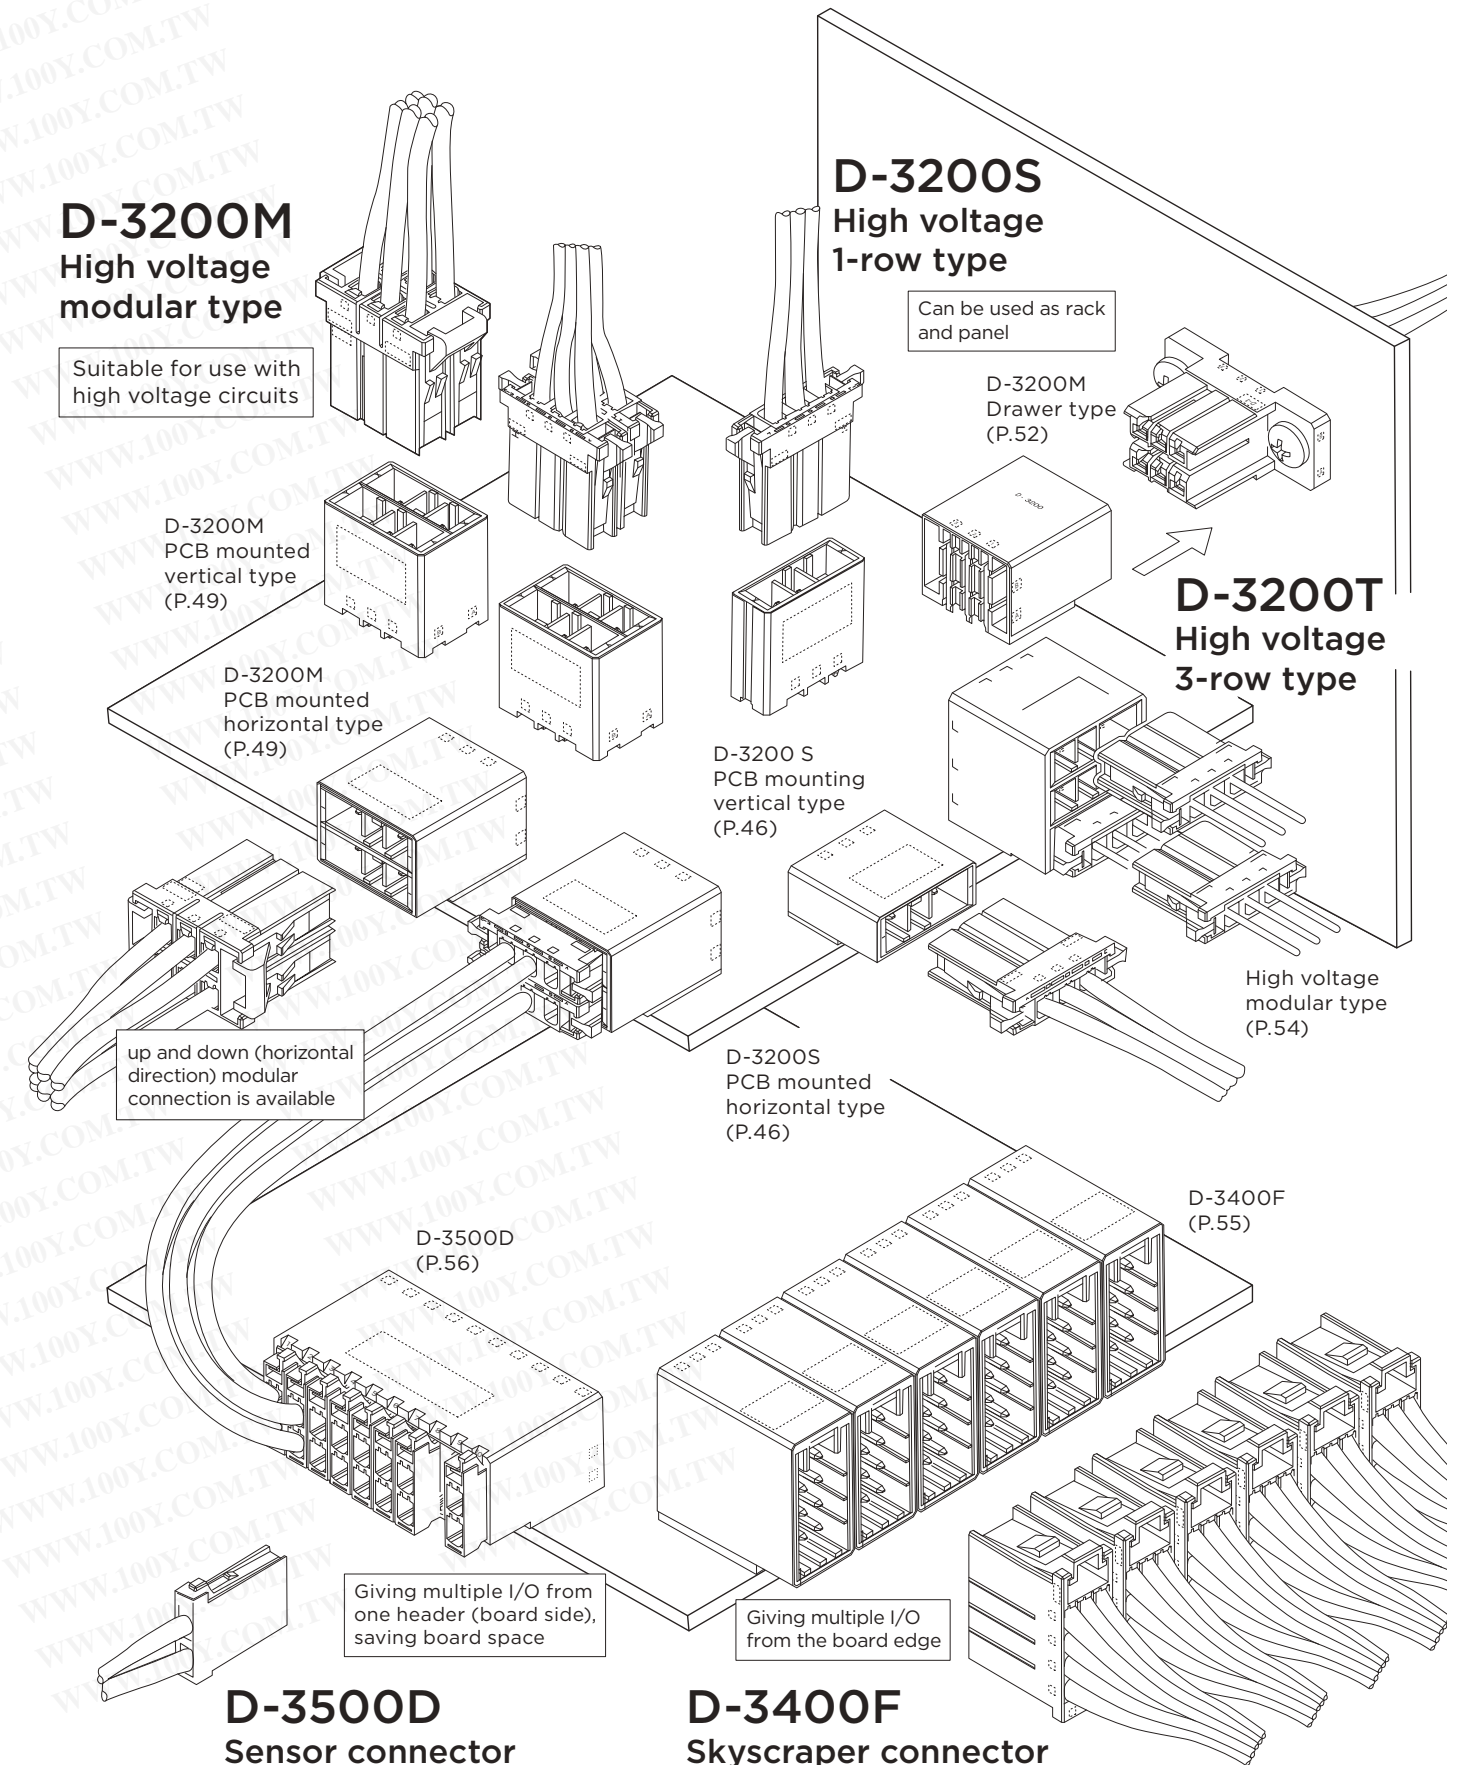 D-3200M
High voltage
modular type
Suitable for use with
high voltage circuits
D-3200S
High voltage
1-row type
Can be used as rack
and panel
D-3200M
Drawer type
(P.52)
D-3200
D-3200M
PCB mounted
vertical type
(P.49)
D-3200T
High voltage
3-row type
D-3200M
PCB mounted
horizontal type
(P.49)
D-3200 S
PCB mounting
vertical type
(P.46)
High voltage
modular type
(P.54)
up and down (horizontal
direction) modular
connection is available
D-3200S
PCB mounted
horizontal type
(P.46)
D-3500D
(P.56)
D-3400F
(P.55)
Giving multiple I/O from
one header (board side),
saving board space
Giving multiple I/O
from the board edge
D-3500D
Sensor connector
D-3400F
Skyscraper connector
WWW.100Y.COM.TW